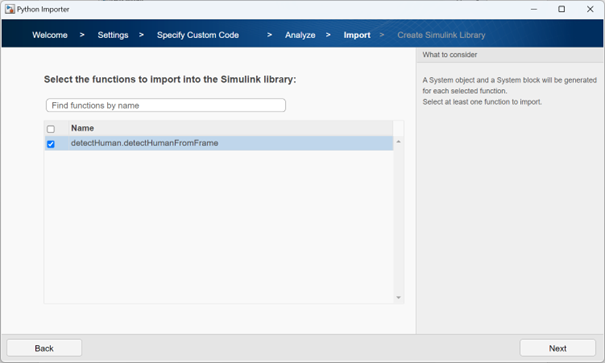 Python Importer
Welcome > Settings > Specify Custom Code > Analyze > Import > Create Simulink Library
What to consider
Select the functions to import into the Simulink library:
A System object and a System block will be generated
for each selected function.
Select at least one function to import.
Find functions by name
Name
detectHuman.detectHumanFromFrame
Back
Next